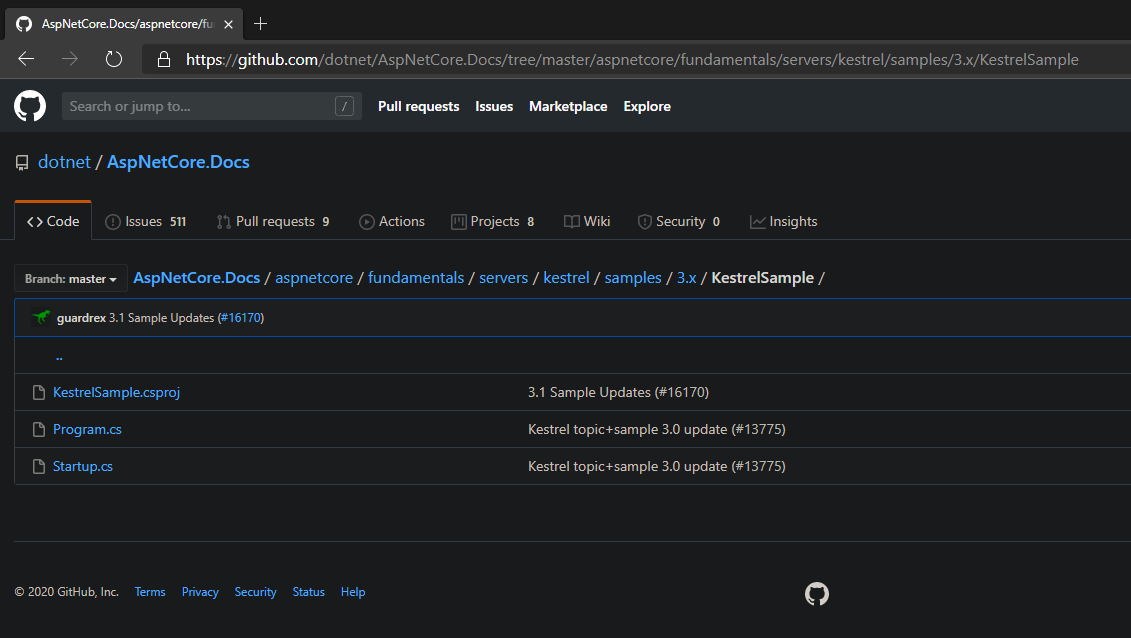 AspNetCore.Docs/aspnetcore/fu
https://github.com/dotnet/AspNetCore.Docs/tree/master/aspnetcore/fundamentals/servers/kestrel/samples/3.x/KestrelSample
Search or jump to... / Pull requests Issues Marketplace Explore
dotnet / AspNetCore.Docs
<> Code Issues 511 Pull requests 9 Actions Projects 8 Wiki Security 0 Insights
Branch: master AspNetCore.Docs / aspnetcore / fundamentals / servers / kestrel / samples / 3.x / KestrelSample /
guardrex 3.1 Sample Updates (#16170)
..
KestrelSample.csproj 3.1 Sample Updates (#16170)
Program.cs Kestrel topic+sample 3.0 update (#13775)
Startup.cs Kestrel topic+sample 3.0 update (#13775)
© 2020 GitHub, Inc. Terms Privacy Security Status Help